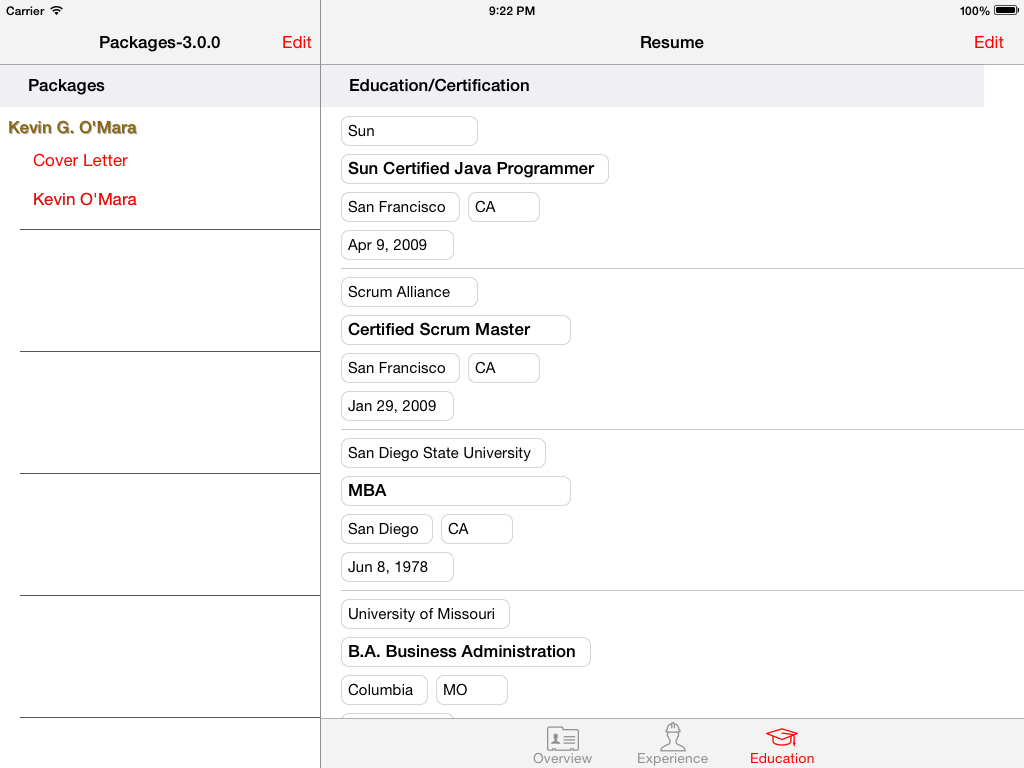 Carrier 9:22 PM 100%
Packages-3.0.0 Edit Resume Edit
Packages
Kevin G. O'Mara
Cover Letter
Kevin O'Mara
Education/Certification
Sun
Sun Certified Java Programmer
San Francisco CA
Apr 9, 2009
Scrum Alliance
Certified Scrum Master
San Francisco CA
Jan 29, 2009
San Diego State University
MBA
San Diego CA
Jun 8, 1978
University of Missouri
B.A. Business Administration
Columbia MO
Overview Experience Education